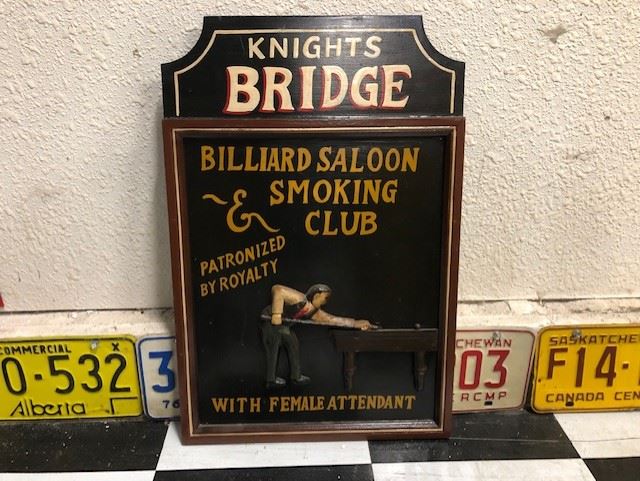 KNIGHTS
BRIDGE
BILLIARD SALOON
& SMOKING
CLUB
PATRONIZED
BY ROYALTY
WITH FEMALE ATTENDANT
COMMERCIAL
0·532
Alberta
3
76
CHEWAN
03
RCMP
SASKATCHE
F14·
CANADA CEN